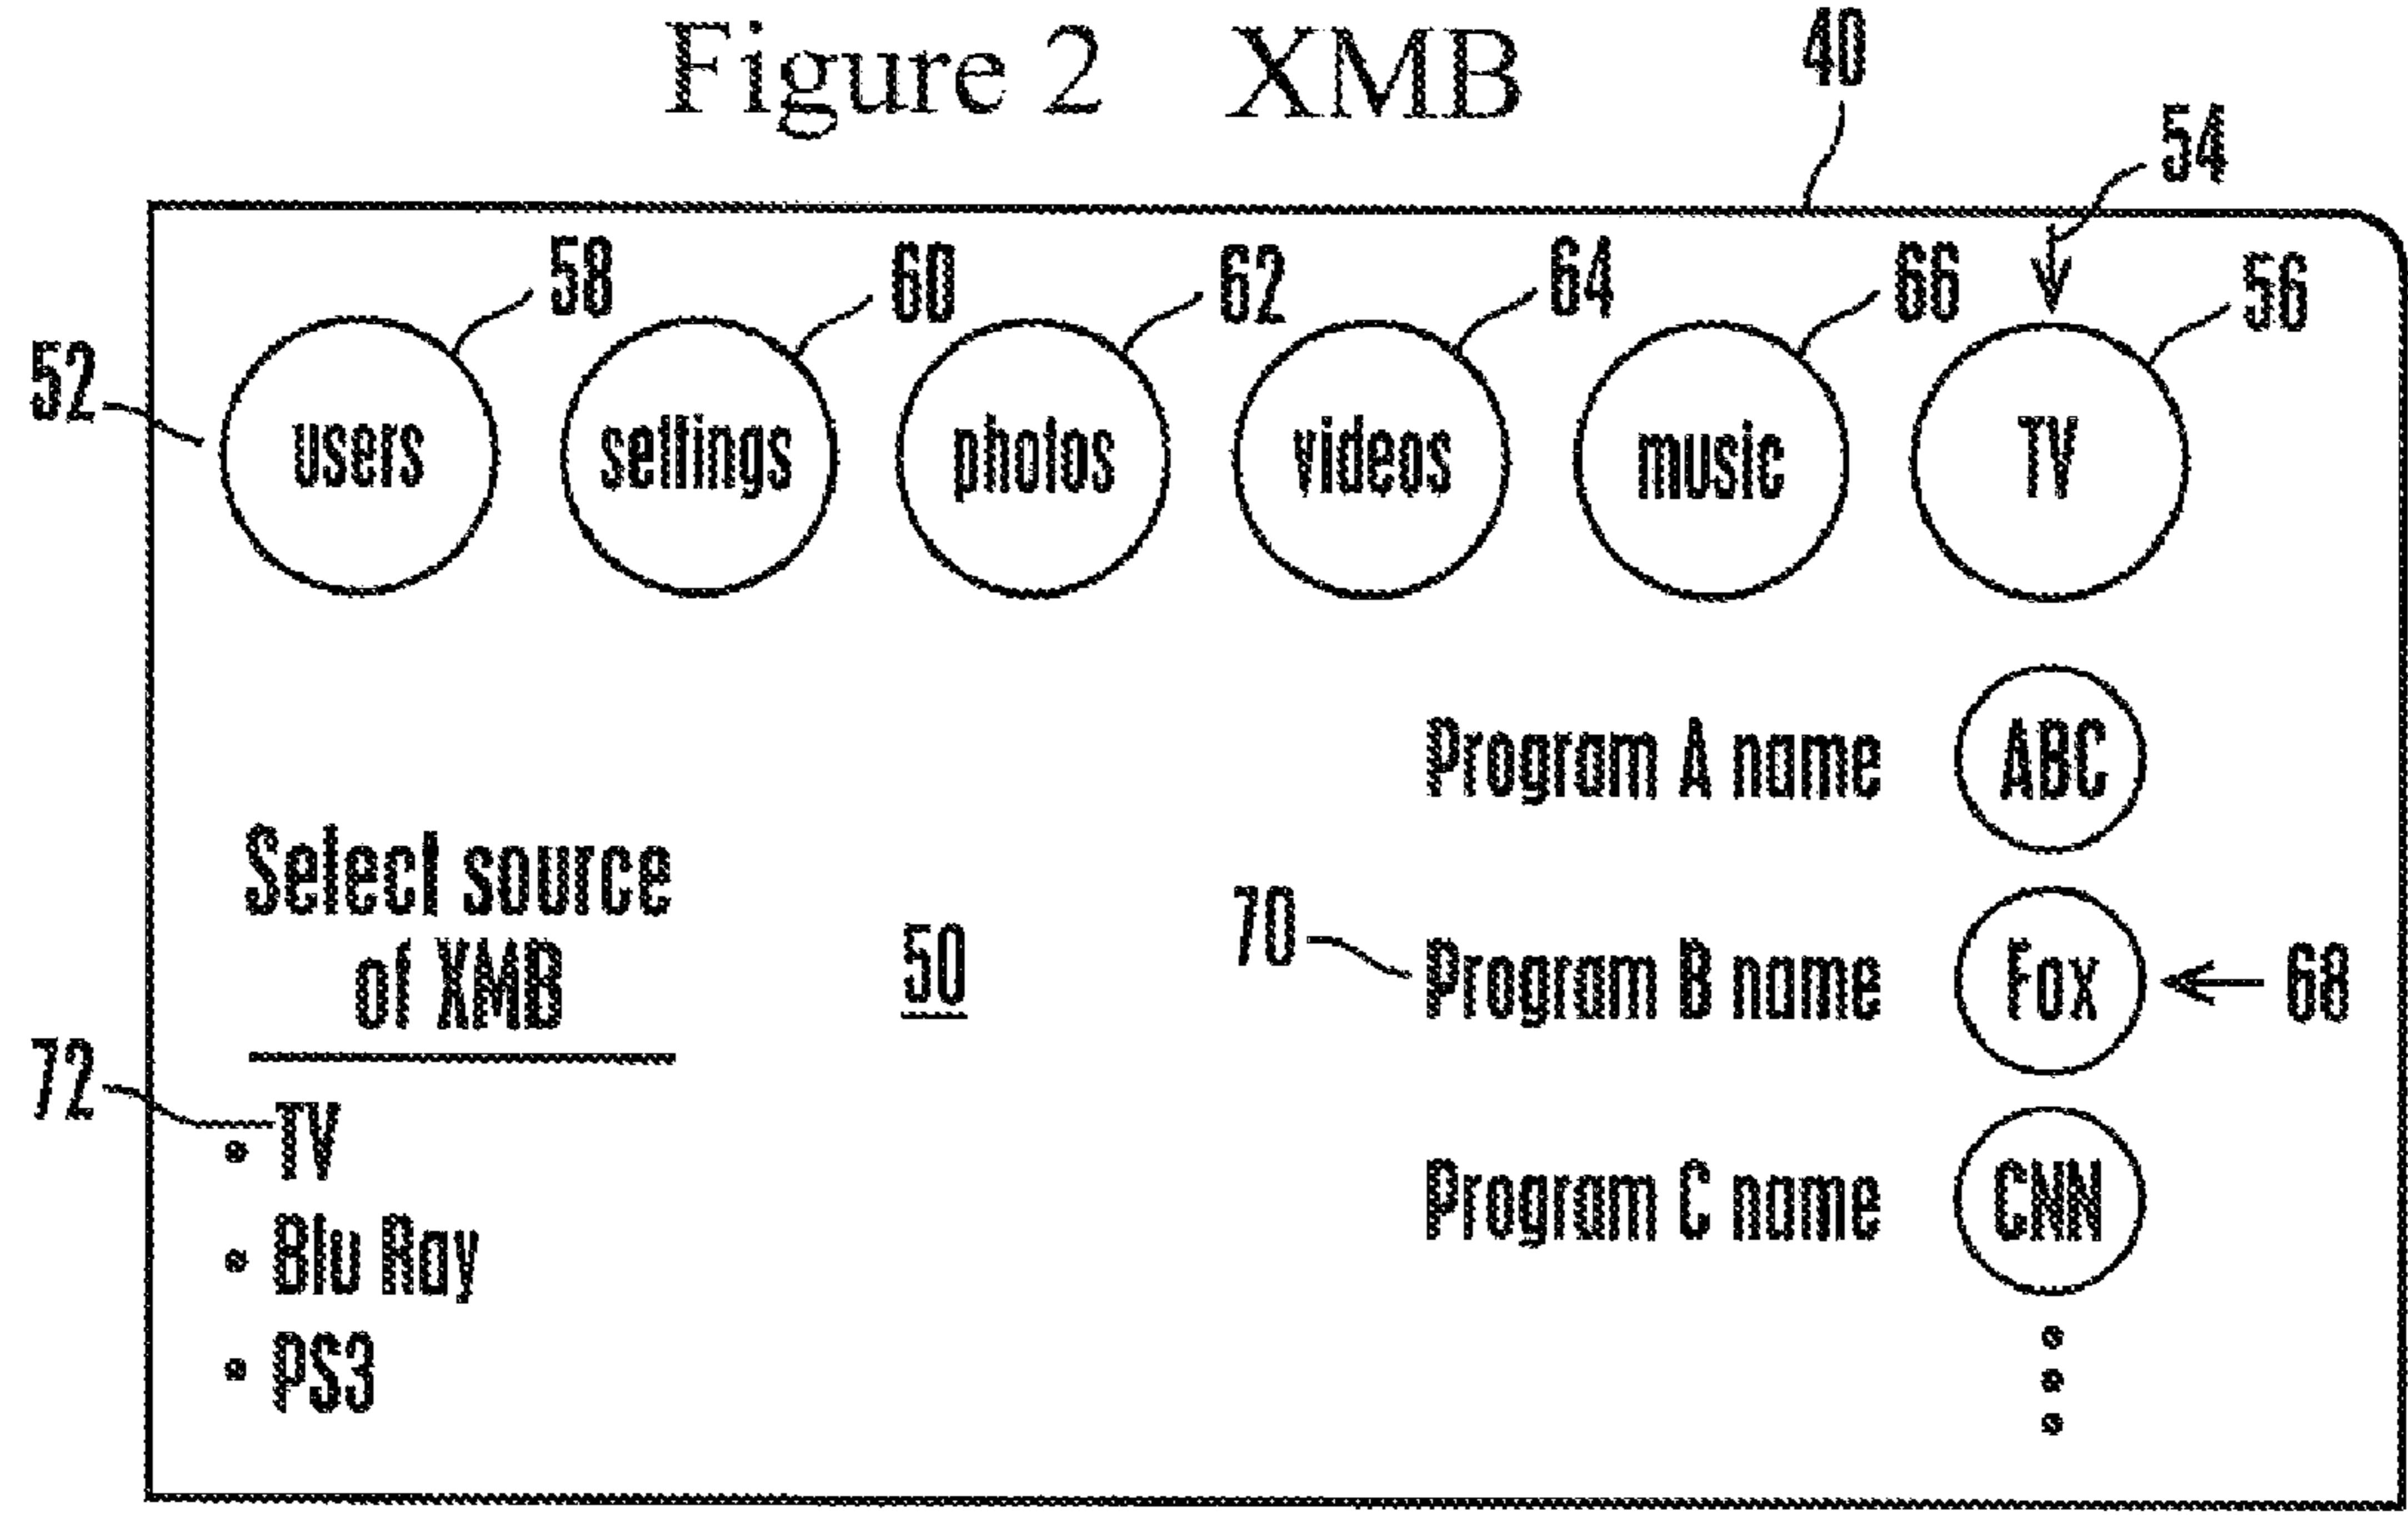 Figure 2 XMB
40
54
58 60 62 64 66 56
52
users settings photos videos music TV
Program A name ABC
Select source
of XMB
50
70 Program B name Fox 68
72
• TV
• Blu Ray
• PS3
Program C name CNN